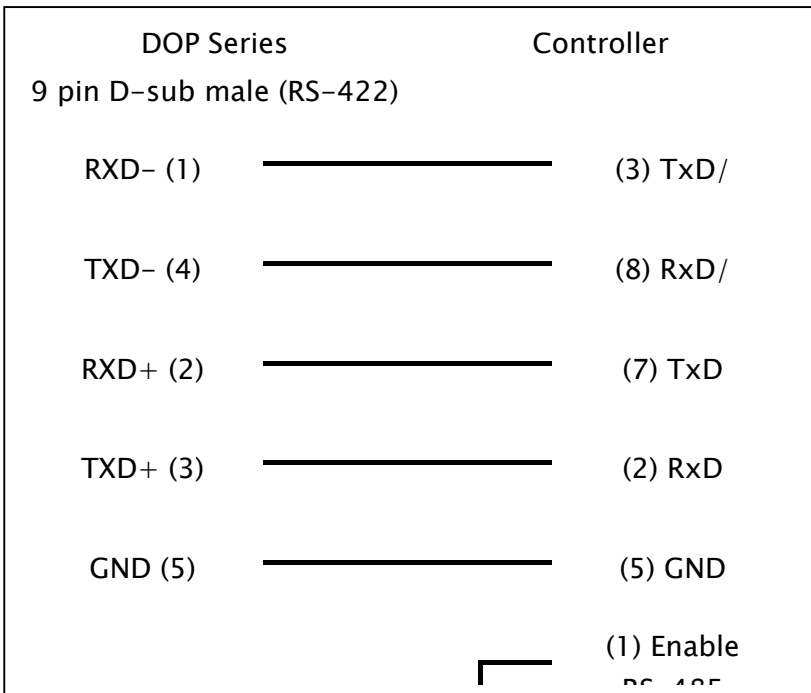 DOP Series Controller
9 pin D-sub male (RS-422)
RXD- (1) (3) TxD/
TXD- (4) (8) RxD/
RXD+ (2) (7) TxD
TXD+ (3) (2) RxD
GND (5) (5) GND
(1) Enable